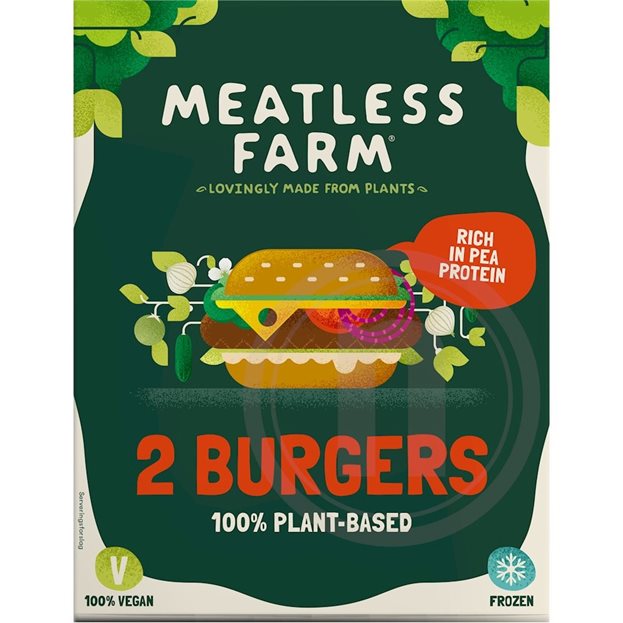 MEATLESS
FARM®
LOVINGLY MADE FROM PLANTS
RICH
IN PEA
PROTEIN
2 BURGERS
100% PLANT-BASED
Serveringsforslag
V
100% VEGAN
FROZEN